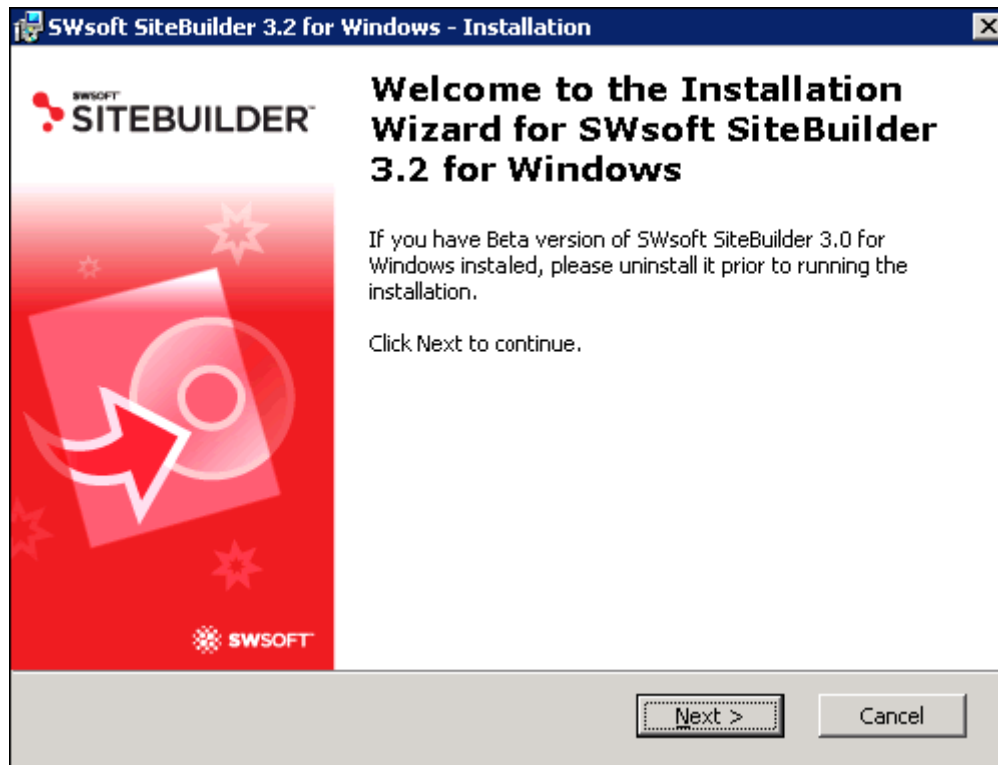 SWsoft SiteBuilder 3.2 for Windows - Installation
SWSOFT
SITEBUILDER™
Welcome to the Installation
Wizard for SWsoft SiteBuilder
3.2 for Windows
If you have Beta version of SWsoft SiteBuilder 3.0 for
Windows instaled, please uninstall it prior to running the
installation.
Click Next to continue.
SWSOFT™
Next >
Cancel